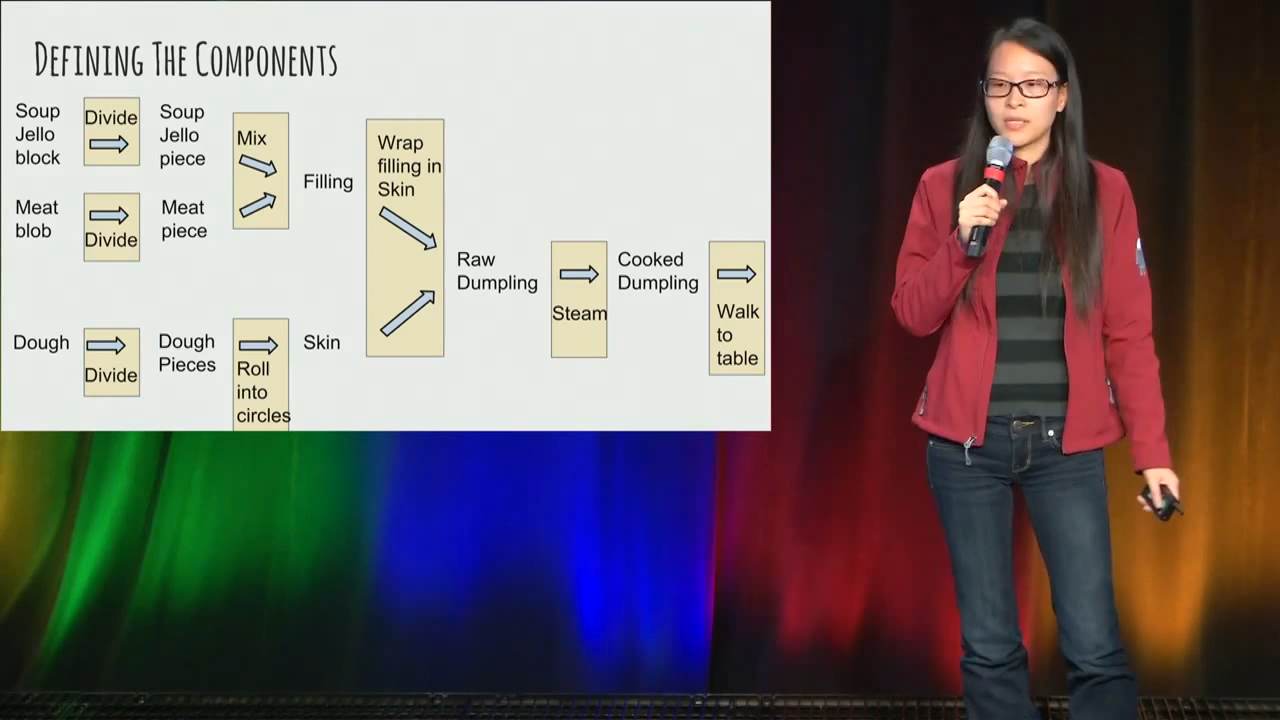 Defining The Components
Soup
Jello
block
Divide
Soup
Jello
piece
Mix
Meat
blob
Divide
Meat
piece
Filling
Wrap
filling in
Skin
Dough
Divide
Dough
Pieces
Roll
into
circles
Skin
Raw
Dumpling
Steam
Cooked
Dumpling
Walk
to
table